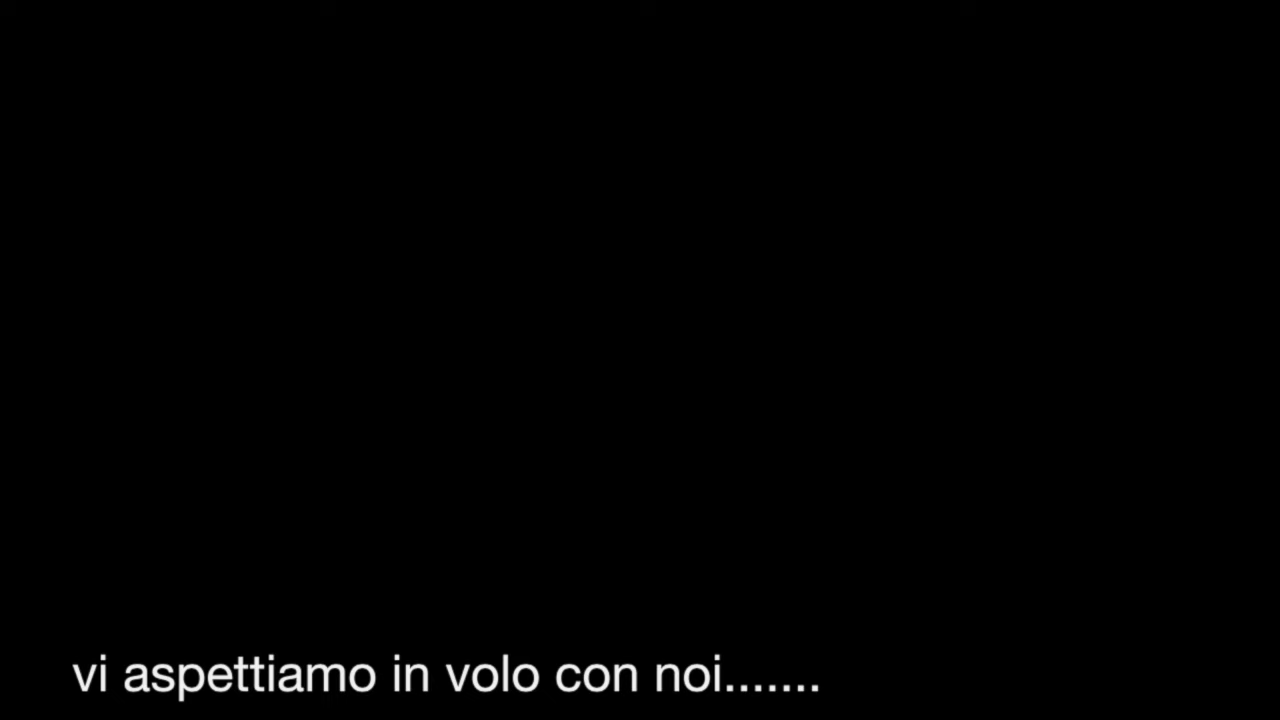 vi aspettiamo in volo con noi.......